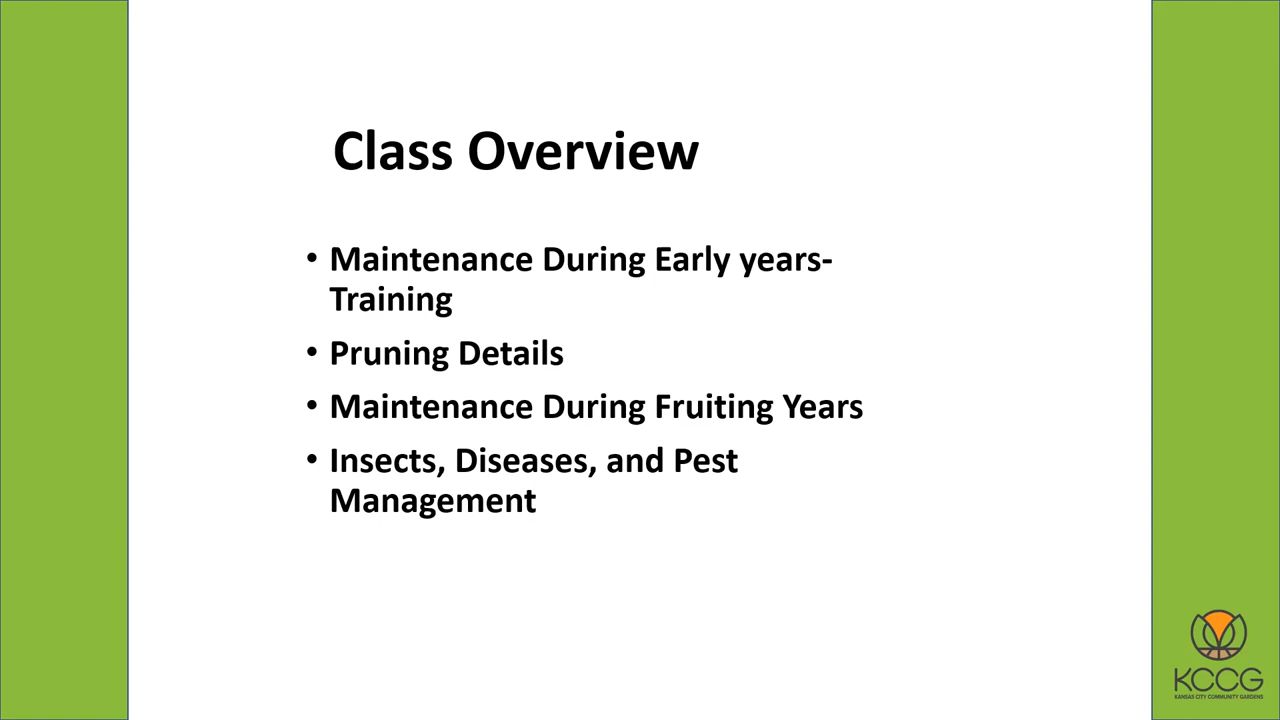 Class Overview
• Maintenance During Early years-
Training
• Pruning Details
• Maintenance During Fruiting Years
• Insects, Diseases, and Pest
Management
KCCG
KANSAS CITY COMMUNITY GARDENS